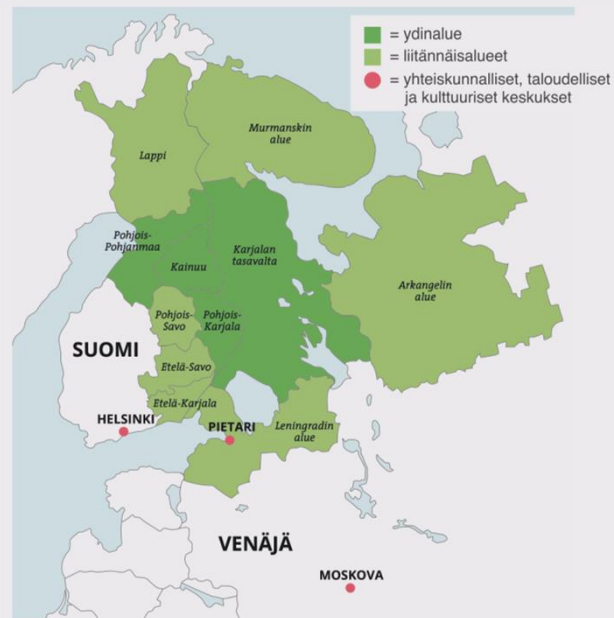 = ydinalue
= liitännäisalueet
= yhteiskunnalliset, taloudelliset
ja kulttuuriset keskukset
Murmanskin
alue
Lappi
Pohjois-
Pohjanmaa
Kainuu
Karjalan
tasavalta
Arkangelin
alue
Pohjois-
Savo
Pohjois-
Karjala
SUOMI
Etelä-Savo
Etelä-Karjala
HELSINKI
PIETARI
Leningradin
alue
VENÄJÄ
MOSKOVA